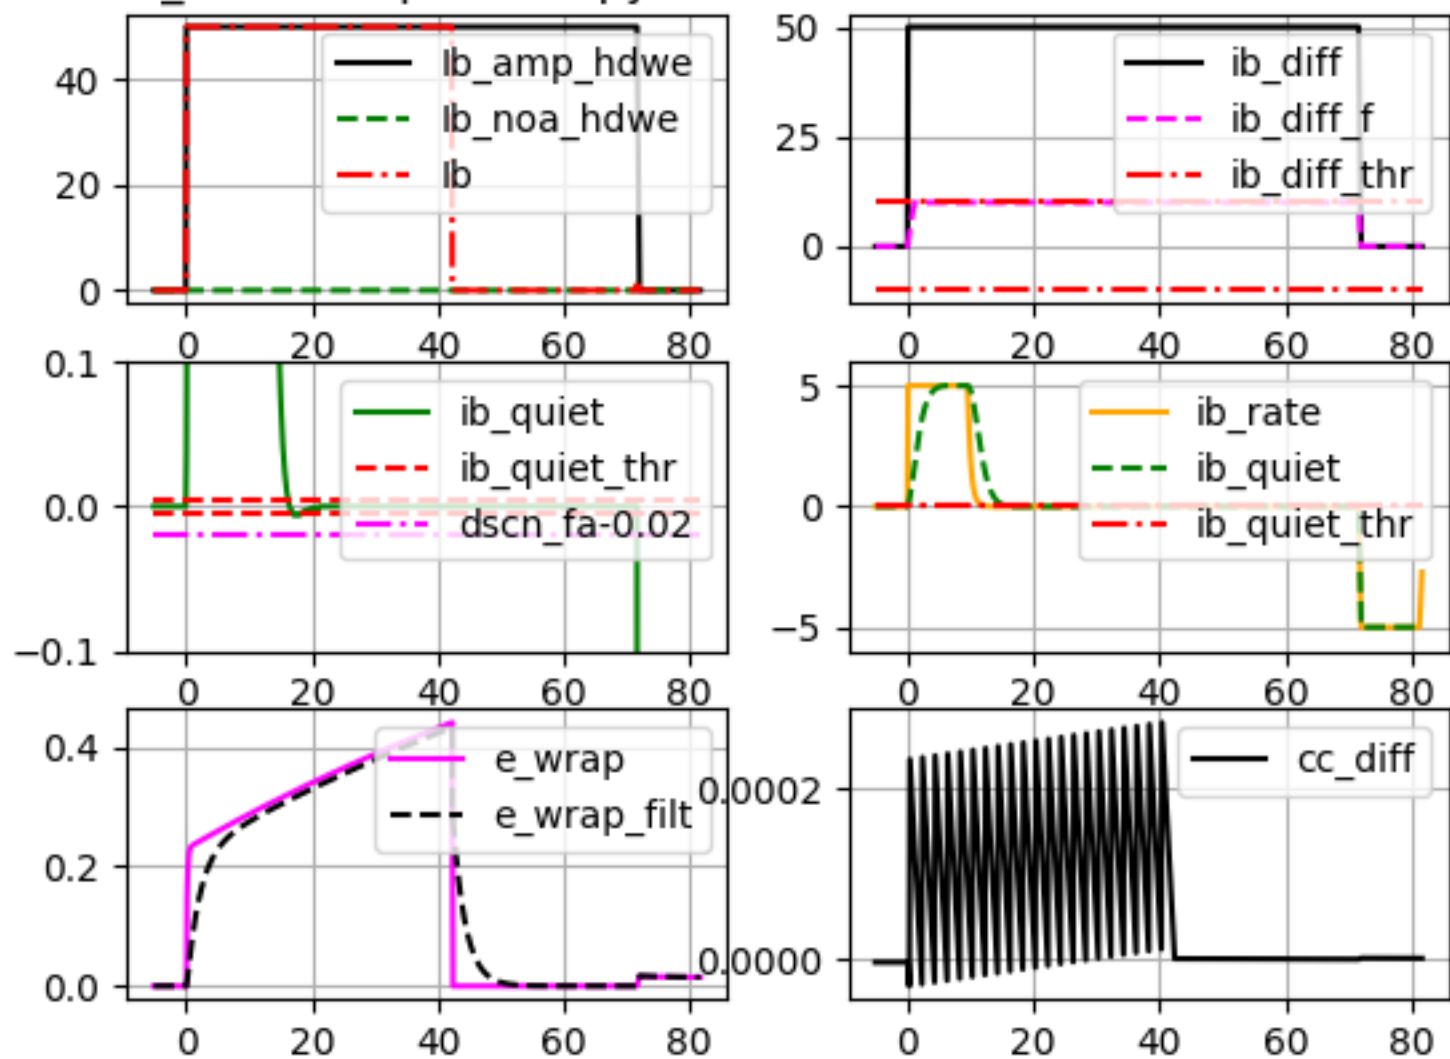 40
20
0
0 20 40 60 80
Ib_amp_hdwe
Ib_noa_hdwe
Ib
50
25
0
0 20 40 60 80
ib_diff
ib_diff_f
ib_diff_thr
0.1
0.0
−0.1
0 20 40 60 80
ib_quiet
ib_quiet_thr
dscn_fa-0.02
5
0
−5
0 20 40 60 80
ib_rate
ib_quiet
ib_quiet_thr
0.4
0.2
0.0
0 20 40 60 80
e_wrap
e_wrap_filt
0.0002
0.0000
0 20 40 60 80
cc_diff